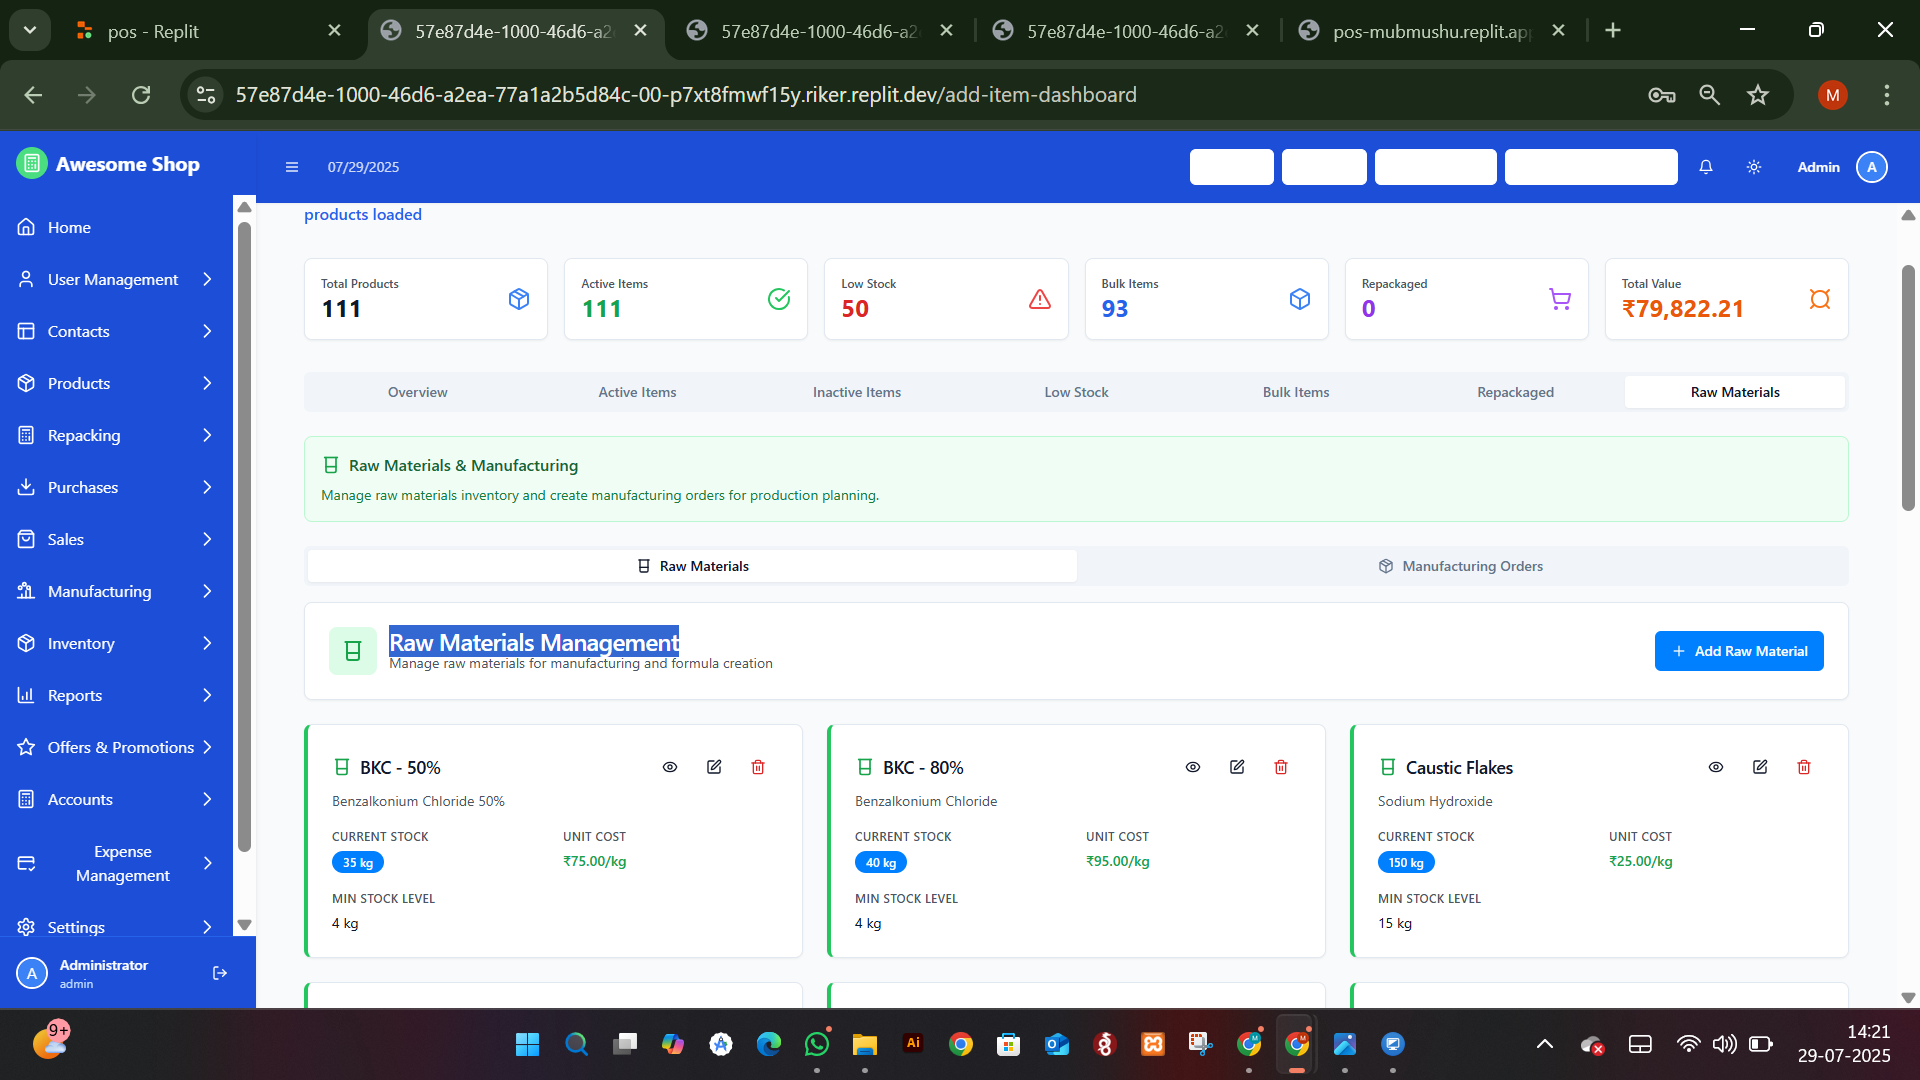 pos - Replit
57e87d4e-1000-46d6-a2
57e87d4e-1000-46d6-a2
57e87d4e-1000-46d6-a2
pos-mubmushu.replit.app
57e87d4e-1000-46d6-a2ea-77a1a2b5d84c-00-p7xt8fmwf15y.riker.replit.dev/add-item-dashboard
M
Awesome Shop
07/29/2025
Admin
A
Home
User Management
Contacts
Products
Repacking
Purchases
Sales
Manufacturing
Inventory
Reports
Offers & Promotions
Accounts
Expense
Management
Settings
A
Administrator
admin
products loaded
Total Products
111
Active Items
111
Low Stock
50
Bulk Items
93
Repackaged
0
Total Value
₹79,822.21
Overview
Active Items
Inactive Items
Low Stock
Bulk Items
Repackaged
Raw Materials
Raw Materials & Manufacturing
Manage raw materials inventory and create manufacturing orders for production planning.
Raw Materials
Manufacturing Orders
Raw Materials Management
Manage raw materials for manufacturing and formula creation
Add Raw Material
BKC - 50%
Benzalkonium Chloride 50%
CURRENT STOCK
UNIT COST
35 kg
₹75.00/kg
MIN STOCK LEVEL
4 kg
BKC - 80%
Benzalkonium Chloride
CURRENT STOCK
UNIT COST
40 kg
₹95.00/kg
MIN STOCK LEVEL
4 kg
Caustic Flakes
Sodium Hydroxide
CURRENT STOCK
UNIT COST
150 kg
₹25.00/kg
MIN STOCK LEVEL
15 kg
9+
Ai
14:21
29-07-2025